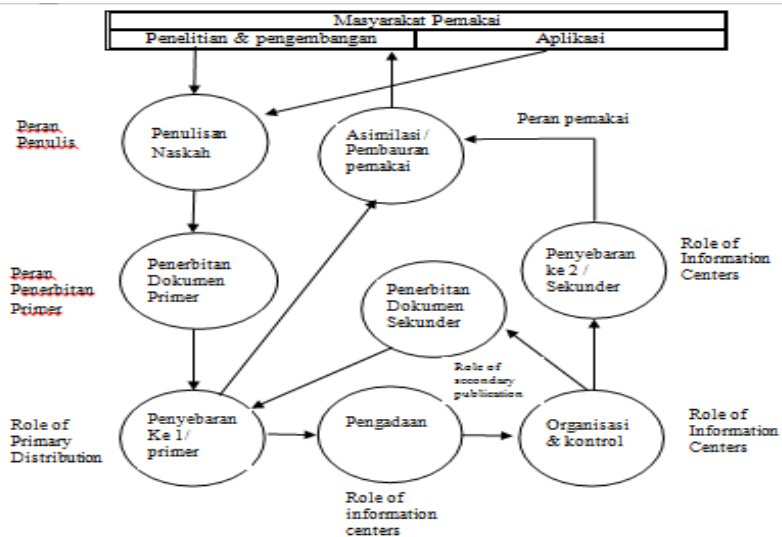 Masyarakat Pemakai
Penelitian & pengembangan
Aplikasi
Peran
Penulis
Penulisan
Naskah
Asimilasi/
Pembauran
pemakai
Peran pemakai
Peran
Penerbitan
Primer
Penerbitan
Dokumen
Primer
Penerbitan
Dokumen
Sekunder
Penyebaran
ke 2 /
Sekunder
Role of
Information
Centers
Role of
secondary
publication
Role of
Primary
Distribution
Penyebaran
Ke 1/
primer
Pengadaan
Organisasi
& kontrol
Role of
Information
Centers
Role of
information
centers